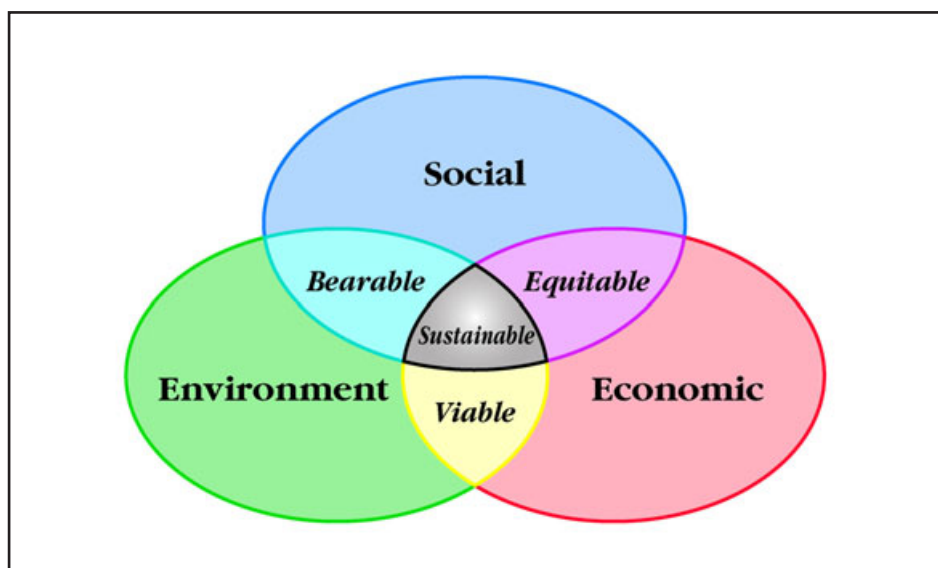 Social
Bearable
Equitable
Sustainable
Environment
Viable
Economic